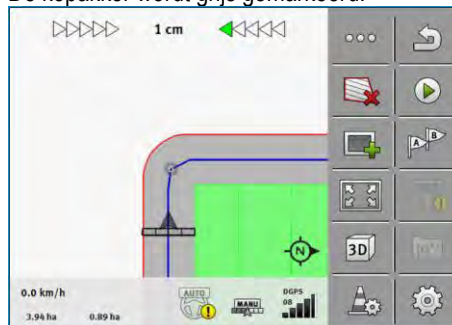 De kopakker wordt grijs gemarkeerd.
1 cm
A B
3D
0.0 km/h
3.94 ha 0.89 ha
AUTO
MANU
DGPS
08
N